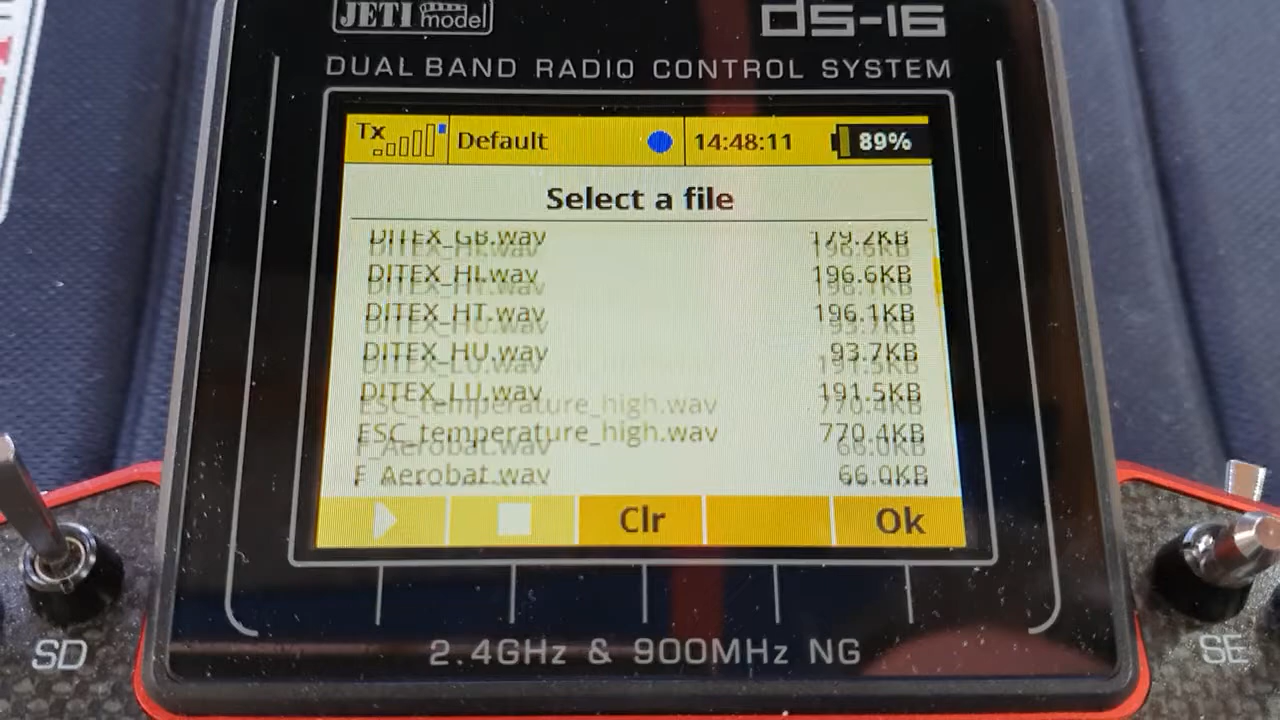 JETI model
DS-16
DUAL BAND RADIO CONTROL SYSTEM
Tx Default 14:48:11 89%
Select a file
DITEX_GB.wav 179.2KB
DITEX_HI.wav 196.6KB
DITEX_HT.wav 196.1KB
DITEX_HU.wav 93.7KB
DITEX_LU.wav 191.5KB
ESC_temperature_high.wav 770.4KB
F_Aerobat.wav 66.0KB
Clr Ok
2.4GHz & 900MHz NG
SD
SE